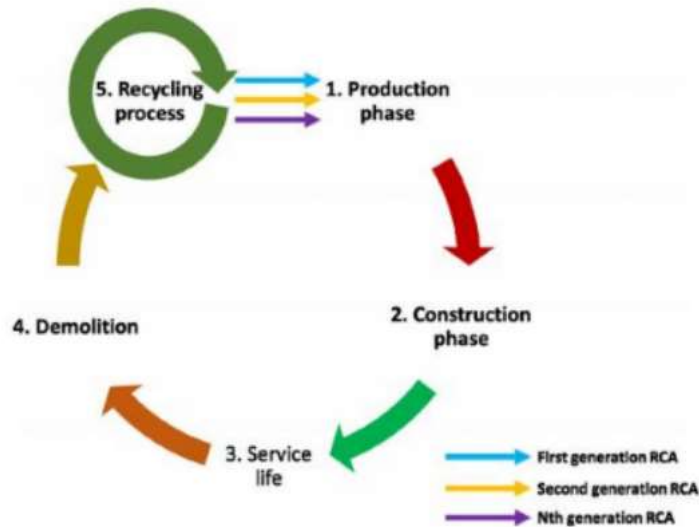 5. Recycling
process
1. Production
phase
2. Construction
phase
3. Service
life
4. Demolition
First generation RCA
Second generation RCA
Nth generation RCA